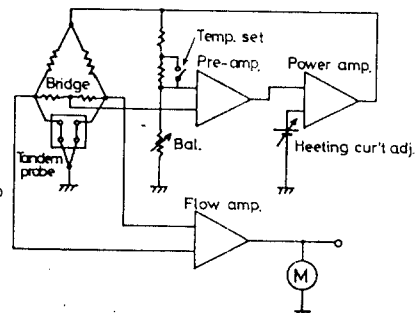 Temp. set
Pre-amp.
Power amp.
Bridge
Bal.
Heeting cur't adj.
Tandem
probe
Flow amp.
M